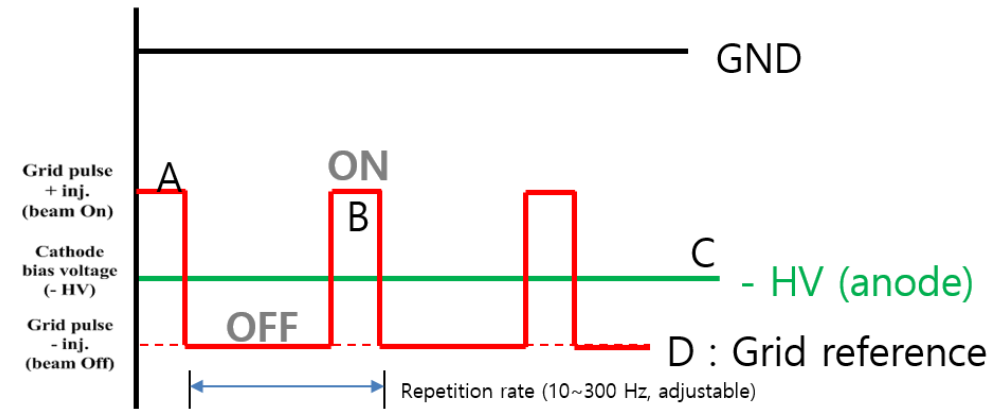 GND
Grid pulse
+ inj.
(beam On)
A
ON
B
Cathode
bias voltage
(- HV)
C
- HV (anode)
Grid pulse
- inj.
(beam Off)
OFF
D : Grid reference
Repetition rate (10~300 Hz, adjustable)